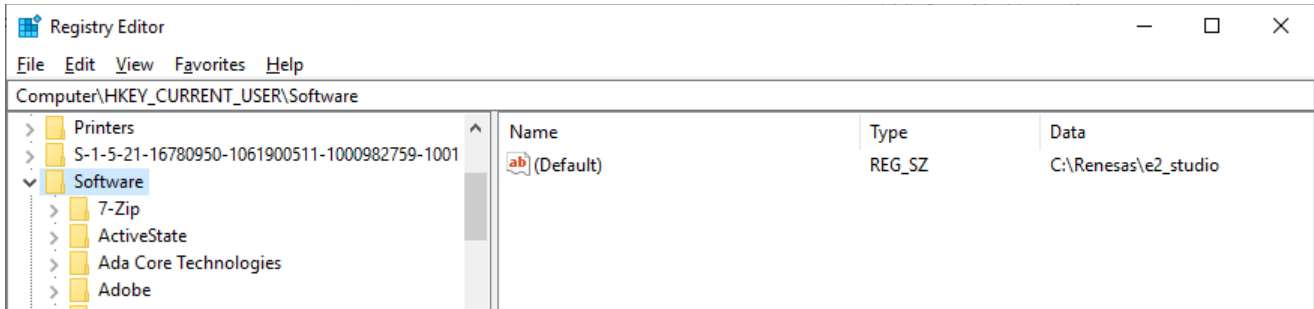 Registry Editor
File Edit View Favorites Help
Computer\HKEY_CURRENT_USER\Software
Printers
S-1-5-21-16780950-1061900511-1000982759-1001
Software
7-Zip
ActiveState
Ada Core Technologies
Adobe
Name Type Data
ab (Default) REG_SZ C:\Renesas\e2_studio